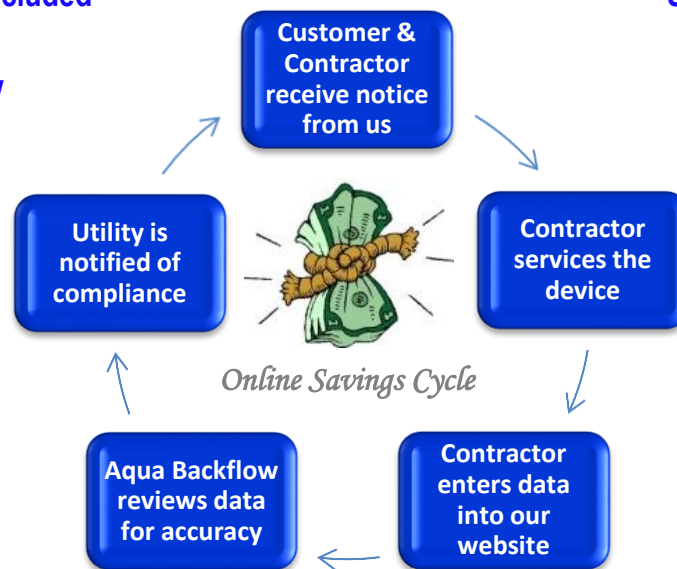 cluded
Customer &
Contractor
receive notice
from us
Contractor
services the
device
Contractor
enters data
into our
website
Aqua Backflow
reviews data
for accuracy
Utility is
notified of
compliance
Online Savings Cycle